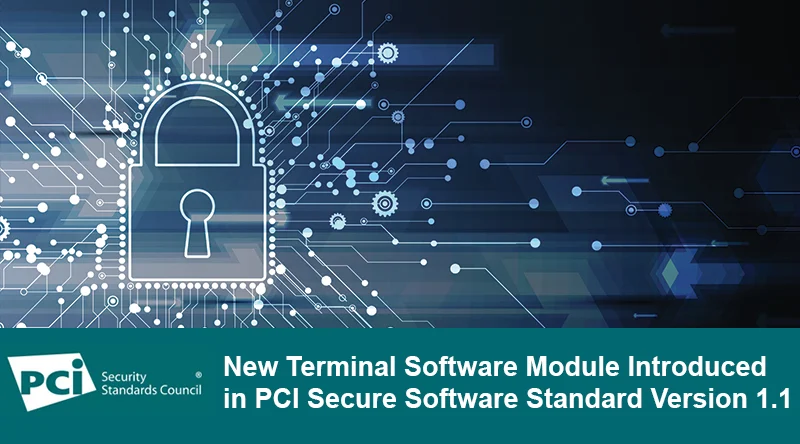 PCi Security
Standards Council ®
New Terminal Software Module Introduced
in PCI Secure Software Standard Version 1.1